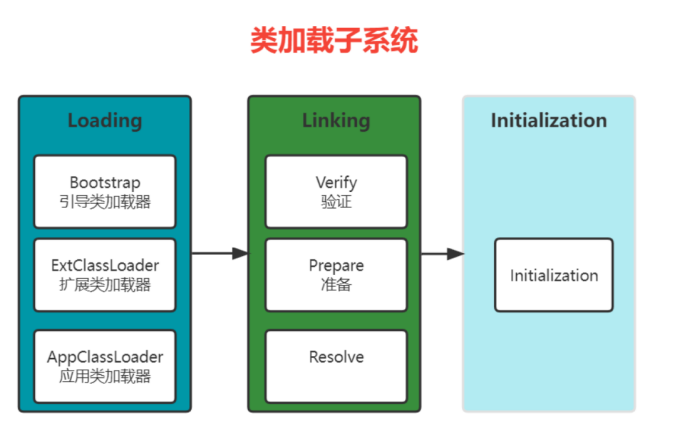 类加载子系统
Loading
Bootstrap
引导类加载器
ExtClassLoader
扩展类加载器
AppClassLoader
应用类加载器
Linking
Verify
验证
Prepare
准备
Resolve
Initialization
Initialization